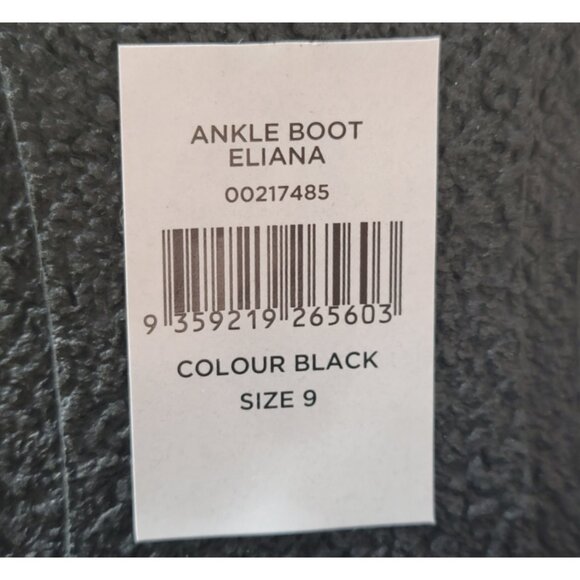 ANKLE BOOT
ELIANA
00217485
9 359219 265603
COLOUR BLACK
SIZE 9